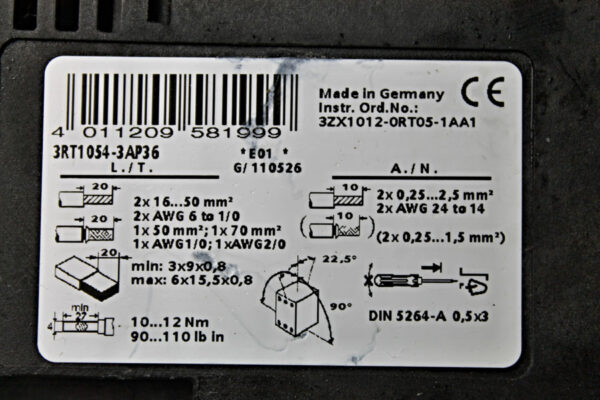 4 011209 581999
Made in Germany
Instr. Ord.No.:
3ZX1012-0RT05-1AA1
CE
3RT1054-3AP36
*E01 *
G/110526
L./T.
A./N.
20
2x 16...50 mm²
2x AWG 6 to 1/0
20
1x 50 mm²; 1x 70 mm²
1xAWG1/0; 1xAWG2/0
20
min: 3x9x0,8
max: 6x15,5x0,8
min
27
4
10...12 Nm
90...110 lb in
10
2x 0,25...2,5 mm²
2x AWG 24 to 14
10
(2x 0,25...1,5 mm²)
22,5°
90°
DIN 5264-A 0,5x3